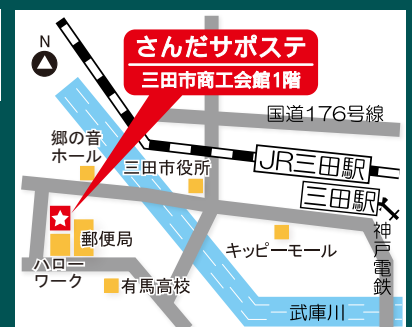 N
さんだサポステ
三田市商工会館1階
国道176号線
郷の音
ホール
三田市役所
JR三田駅
三田駅
神戸電鉄
郵便局
ハロー
ワーク
キッピーモール
有馬高校
武庫川